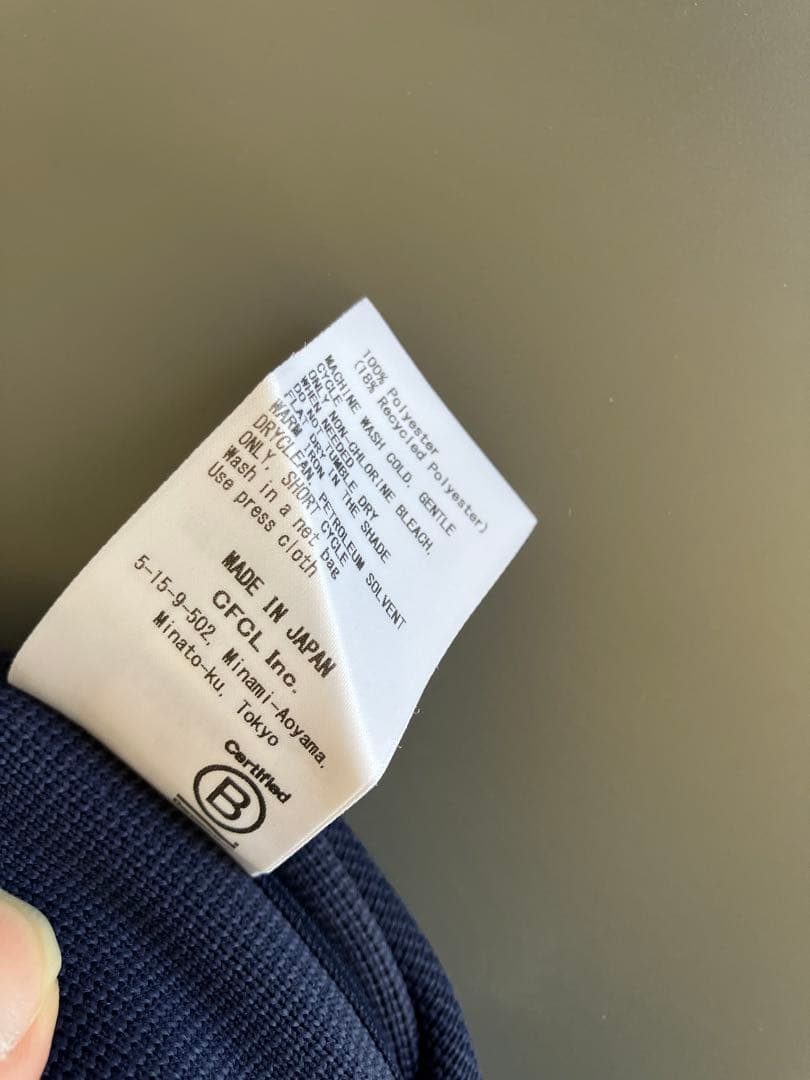 100% Polyester
(18% Recycled Polyester)
MACHINE WASH COLD, GENTLE
CYCLE
ONLY NON-CHLORINE BLEACH,
WHEN NEEDED
DO NOT TUMBLE DRY
FLAT DRY IN THE SHADE
WARM IRON
DRYCLEAN, PETROLEUM SOLVENT
ONLY, SHORT CYCLE
Wash in a net bag
Use press cloth
MADE IN JAPAN
CFCL Inc.
5-15-9-502, Minami-Aoyama,
Minato-ku, Tokyo
Certified
B